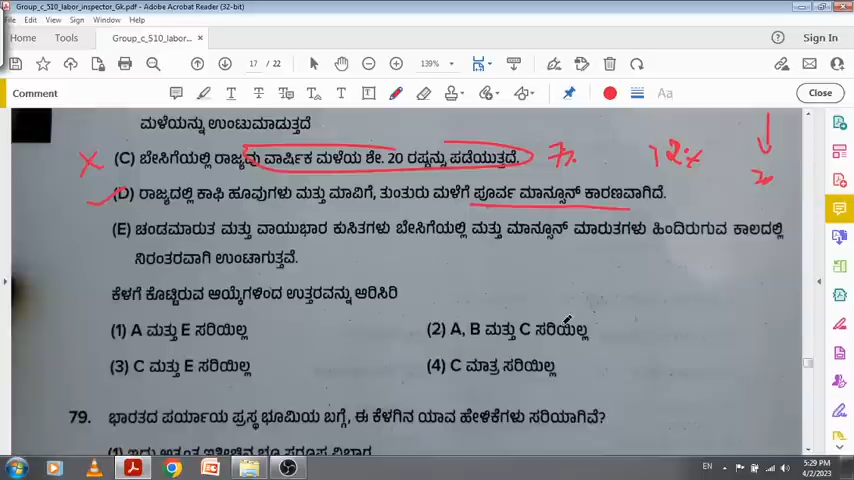 Group_c_510_labor_inspector_Gk.pdf - Adobe Acrobat Reader (32-bit)
File Edit View Sign Window Help
Home Tools Group_c_510_labor... × ? Sign In
17 / 22 139%
Comment Aa Close
ಮಳೆಯನ್ನು ಉಂಟುಮಾಡುತ್ತದೆ
(C) ಬೇಸಿಗೆಯಲ್ಲಿ ರಾಜ್ಯವು ವಾರ್ಷಿಕ ಮಳೆಯ ಶೇ. 20 ರಷ್ಟನ್ನು ಪಡೆಯುತ್ತದೆ.
(D) ರಾಜ್ಯದಲ್ಲಿ ಕಾಫಿ ಹೂವುಗಳು ಮತ್ತು ಮಾವಿಗೆ, ತುಂತುರು ಮಳೆಗೆ ಪೂರ್ವ ಮಾನ್ಸೂನ್ ಕಾರಣವಾಗಿದೆ.
(E) ಚಂಡಮಾರುತ ಮತ್ತು ವಾಯುಭಾರ ಕುಸಿತಗಳು ಬೇಸಿಗೆಯಲ್ಲಿ ಮತ್ತು ಮಾನ್ಸೂನ್ ಮಾರುತಗಳು ಹಿಂದಿರುಗುವ ಕಾಲದಲ್ಲಿ
ನಿರಂತರವಾಗಿ ಉಂಟಾಗುತ್ತವೆ.
ಕೆಳಗೆ ಕೊಟ್ಟಿರುವ ಆಯ್ಕೆಗಳಿಂದ ಉತ್ತರವನ್ನು ಆರಿಸಿರಿ
(1) A ಮತ್ತು E ಸರಿಯಿಲ್ಲ
(2) A, B ಮತ್ತು C ಸರಿಯಿಲ್ಲ
(3) C ಮತ್ತು E ಸರಿಯಿಲ್ಲ
(4) C ಮಾತ್ರ ಸರಿಯಿಲ್ಲ
79. ಭಾರತದ ಪರ್ಯಾಯ ಪ್ರಸ್ಥಭೂಮಿಯ ಬಗ್ಗೆ, ಈ ಕೆಳಗಿನ ಯಾವ ಹೇಳಿಕೆಗಳು ಸರಿಯಾಗಿವೆ?
EN 5:29 PM
4/2/2023